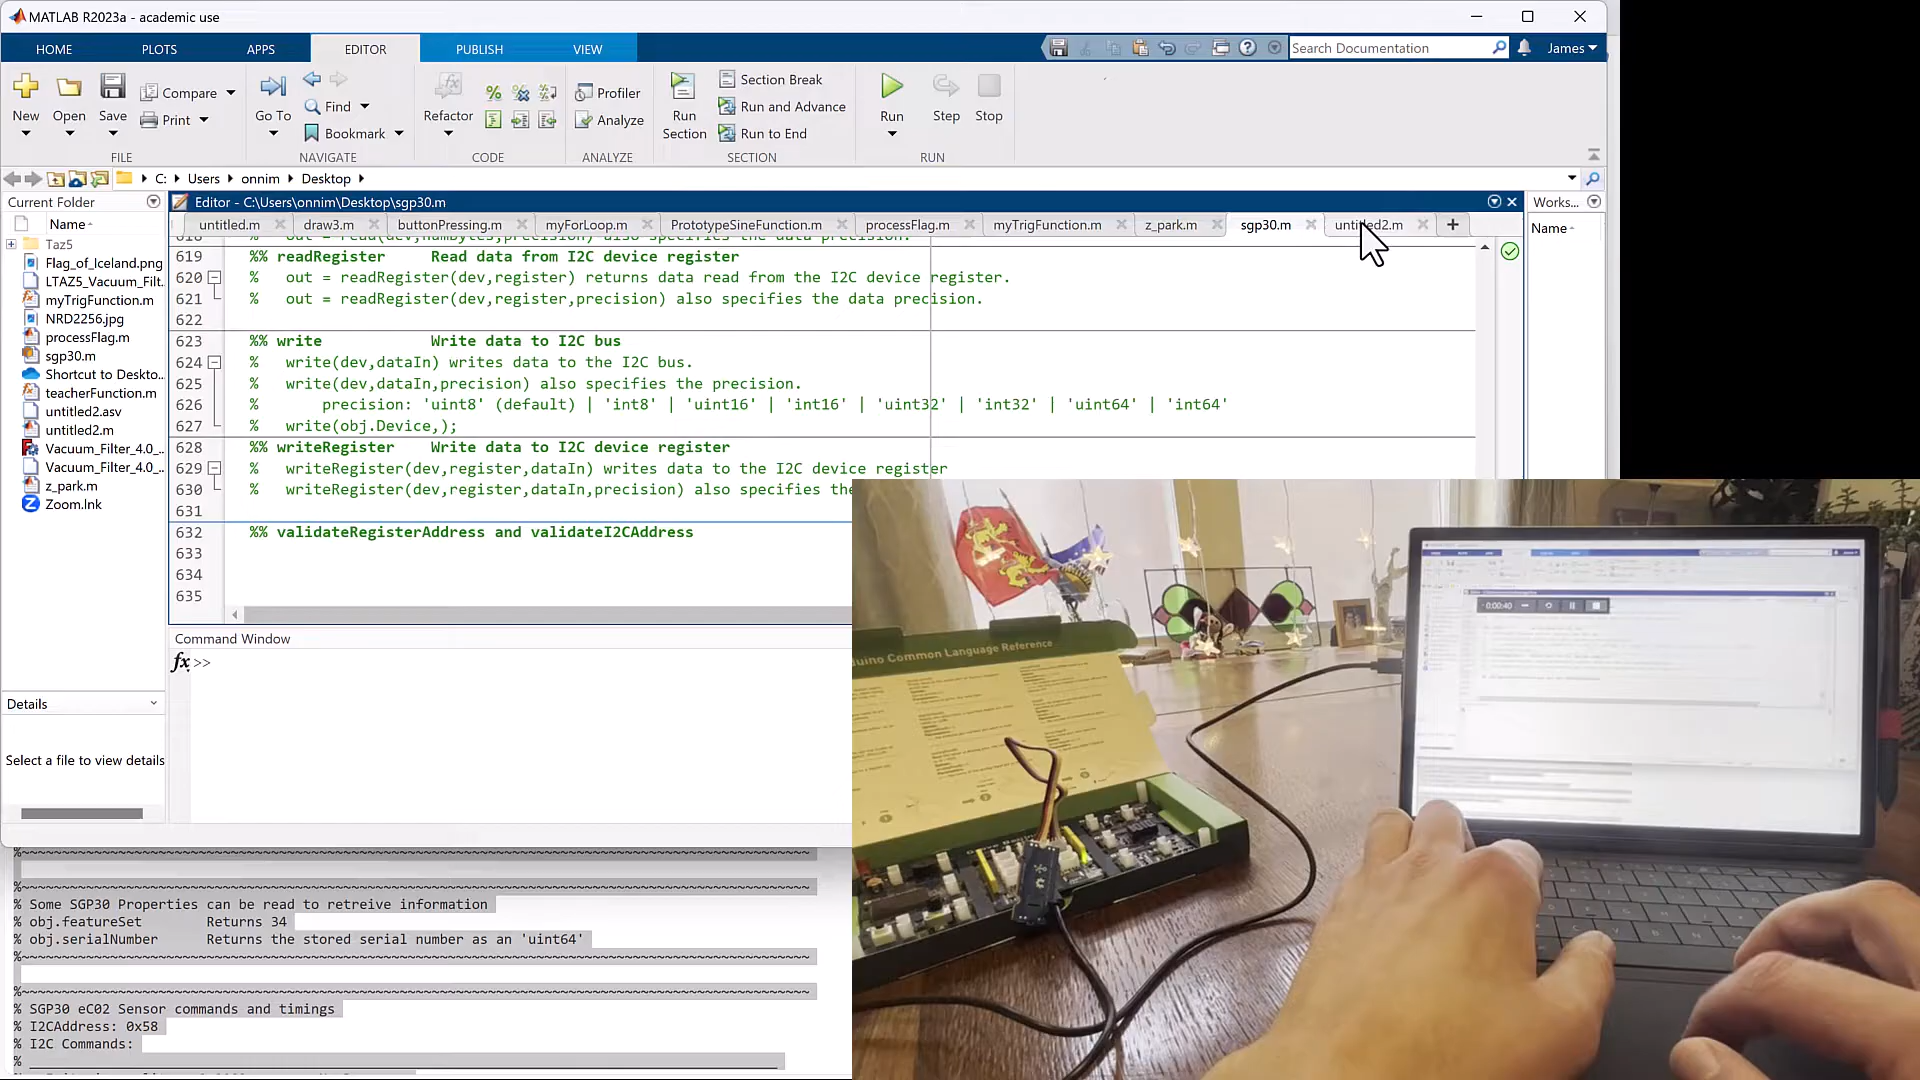 MATLAB R2023a - academic use
HOME PLOTS APPS EDITOR PUBLISH VIEW
Search Documentation James
New Open Save Compare Print
Go To Find Bookmark
Refactor
Profiler Analyze
Run Section Section Break Run and Advance Run to End
Run Step Stop
FILE NAVIGATE CODE ANALYZE SECTION RUN
C: Users onnim Desktop
Current Folder
Name
Taz5
Flag_of_Iceland.png
LTAZ5_Vacuum_Filt...
myTrigFunction.m
NRD2256.jpg
processFlag.m
sgp30.m
Shortcut to Deskto...
teacherFunction.m
untitled2.asv
untitled2.m
Vacuum_Filter_4.0_...
Vacuum_Filter_4.0_...
z_park.m
Zoom.lnk
Details
Select a file to view details
Editor - C:\Users\onnim\Desktop\sgp30.m
untitled.m draw3.m buttonPressing.m myForLoop.m PrototypeSineFunction.m processFlag.m myTrigFunction.m z_park.m sgp30.m untitled2.m
Works...
Name
618 % out = read(dev,numBytes,precision) also specifies the data precision.
619 %% readRegister Read data from I2C device register
620 % out = readRegister(dev,register) returns data read from the I2C device register.
621 % out = readRegister(dev,register,precision) also specifies the data precision.
622
623 %% write Write data to I2C bus
624 % write(dev,dataIn) writes data to the I2C bus.
625 % write(dev,dataIn,precision) also specifies the precision.
626 % precision: 'uint8' (default) | 'int8' | 'uint16' | 'int16' | 'uint32' | 'int32' | 'uint64' | 'int64'
627 % write(obj.Device,);
628 %% writeRegister Write data to I2C device register
629 % writeRegister(dev,register,dataIn) writes data to the I2C device register
630 % writeRegister(dev,register,dataIn,precision) also specifies the
631
632 %% validateRegisterAddress and validateI2CAddress
633
634
635
Command Window
fx >>
%~~~~~~~~~~~~~~~~~~~~~~~~~~~~~~~~~~~~~~~~
%~~~~~~~~~~~~~~~~~~~~~~~~~~~~~~~~~~~~~~~~
% Some SGP30 Properties can be read to retreive information
% obj.featureSet Returns 34
% obj.serialNumber Returns the stored serial number as an 'uint64'
%~~~~~~~~~~~~~~~~~~~~~~~~~~~~~~~~~~~~~~~~
%~~~~~~~~~~~~~~~~~~~~~~~~~~~~~~~~~~~~~~~~
% SGP30 eCO2 Sensor commands and timings
% I2CAddress: 0x58
% I2C Commands:
%
uino Common Language Reference
0:00:40